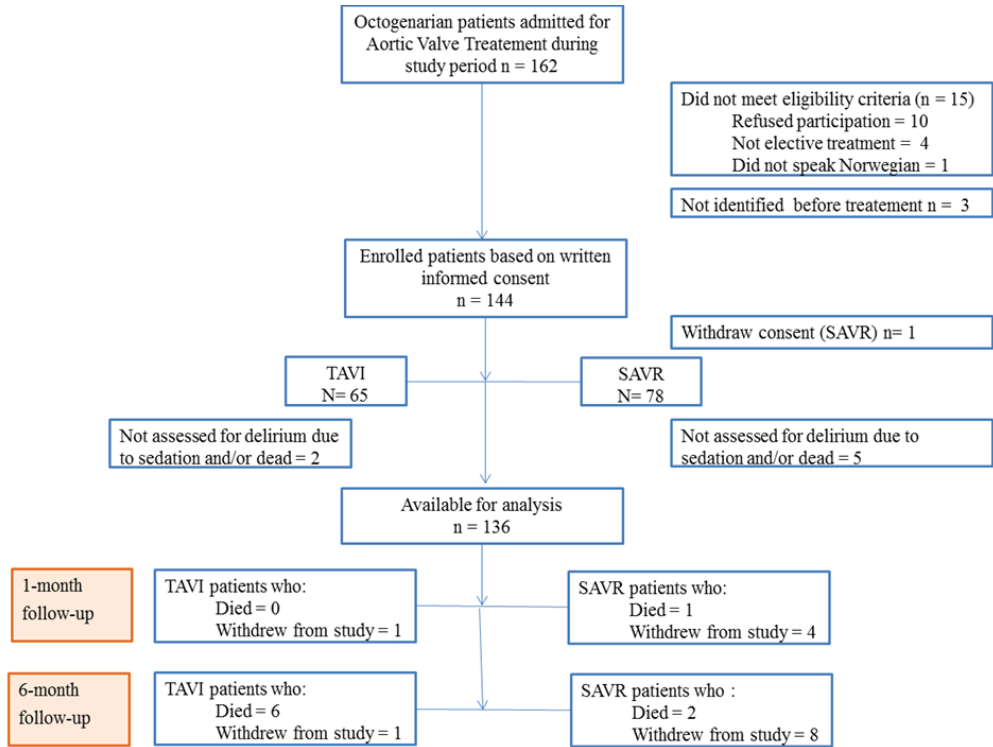 Octogenarian patients admitted for
Aortic Valve Treatement during
study period n = 162
Did not meet eligibility criteria (n = 15)
Refused participation = 10
Not elective treatment = 4
Did not speak Norwegian = 1
Not identified before treatement n = 3
Enrolled patients based on written
informed consent
n = 144
Withdraw consent (SAVR) n= 1
TAVI
N= 65
SAVR
N= 78
Not assessed for delirium due
to sedation and/or dead = 2
Not assessed for delirium due to
sedation and/or dead = 5
Available for analysis
n = 136
1-month
follow-up
TAVI patients who:
Died = 0
Withdrew from study = 1
SAVR patients who:
Died = 1
Withdrew from study = 4
6-month
follow-up
TAVI patients who:
Died = 6
Withdrew from study = 1
SAVR patients who :
Died = 2
Withdrew from study = 8